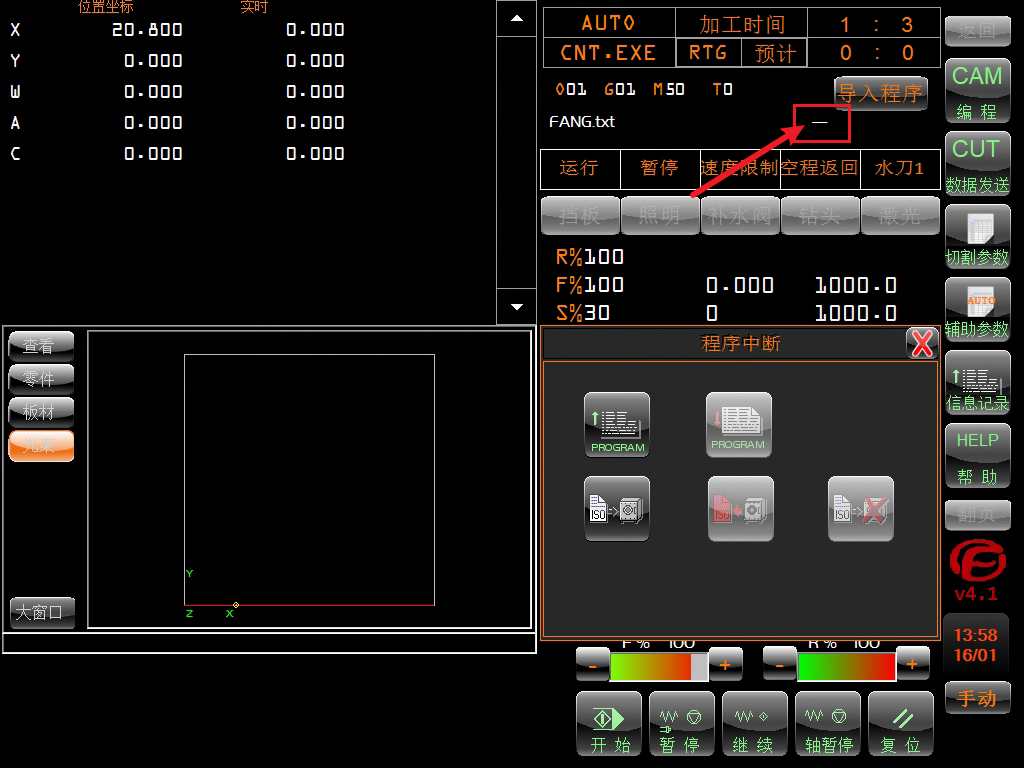 位置坐标 实时
X 20.800 0.000
Y 0.000 0.000
W 0.000 0.000
A 0.000 0.000
C 0.000 0.000
AUTO 加工时间 1 : 3
CNT.EXE RTG 预计 0 : 0
O01 G01 M50 T0
导入程序
FANG.txt —
运行 暂停 速度限制 空程返回 水刀1
挡板 照明 补水阀 钻头 激光
R%100
F%100 0.000 1000.0
S%30 0 1000.0
查看
零件
板材
光束
大窗口
Y
Z X
程序中断 X
PROGRAM PROGRAM
ISO ISO ISO
F% 100 R% 100
- + - +
开 始 暂 停 继 续 轴暂停 复 位
返回
CAM
编 程
CUT
数据发送
切割参数
AUTO
辅助参数
信息记录
HELP
帮 助
翻页
v4.1
13:58
16/01
手动